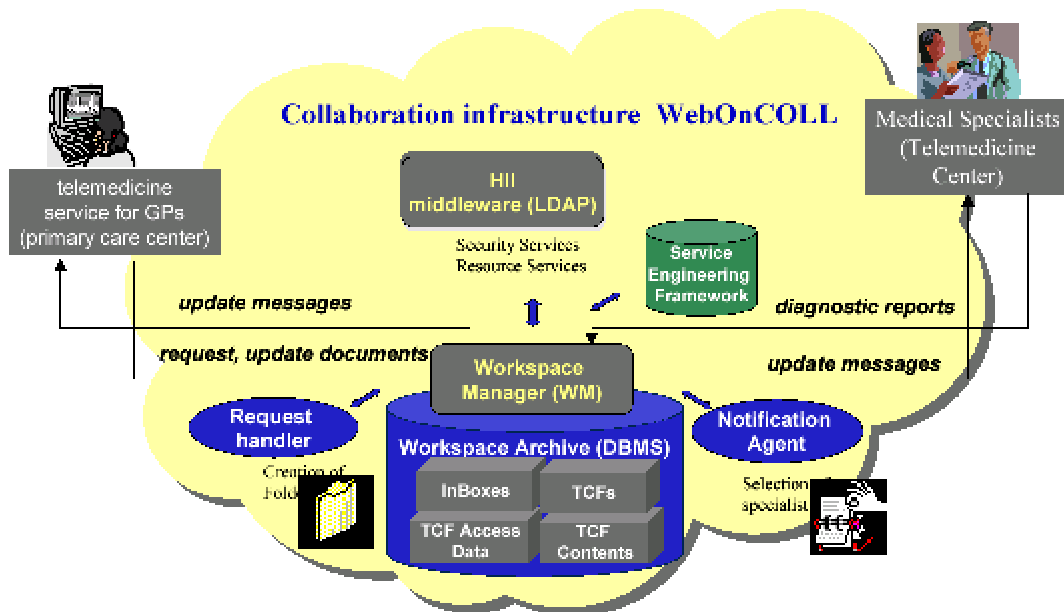 Collaboration infrastructure WebOnCOLL
Medical Specialists
(Telemedicine
Center)
telemedicine
service for GPs
(primary care center)
HII
middleware (LDAP)
Security Services
Resource Services
Service
Engineering
Framework
update messages
diagnostic reports
request, update documents
update messages
Workspace
Manager (WM)
Request
handler
Notification
Agent
Workspace Archive (DBMS)
Creation of
InBoxes
TCFs
Selection
specialist
TCF Access
Data
TCF
Contents